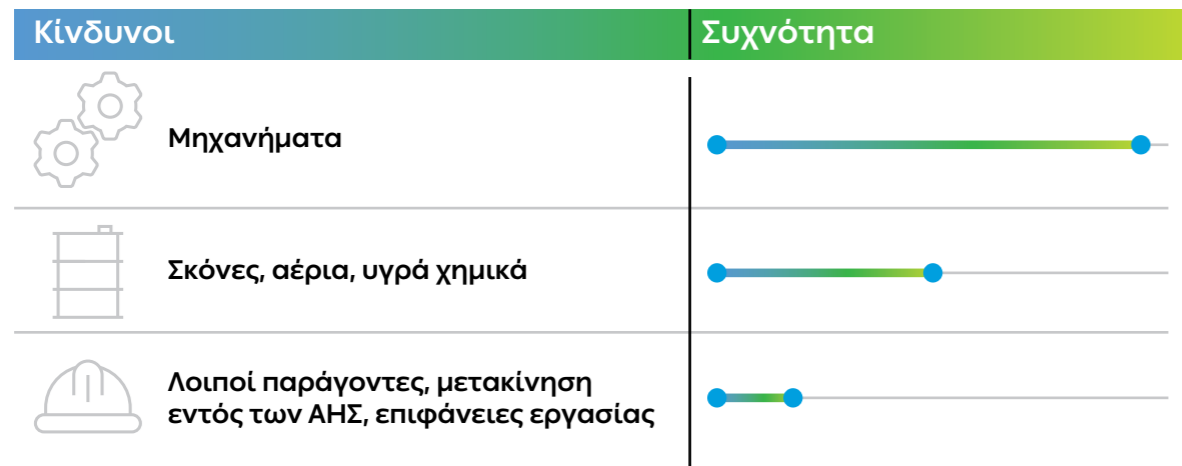 Κίνδυνοι
Συχνότητα
Μηχανήματα
Σκόνες, αέρια, υγρά χημικά
Λοιποί παράγοντες, μετακίνηση
εντός των ΑΗΣ, επιφάνειες εργασίας